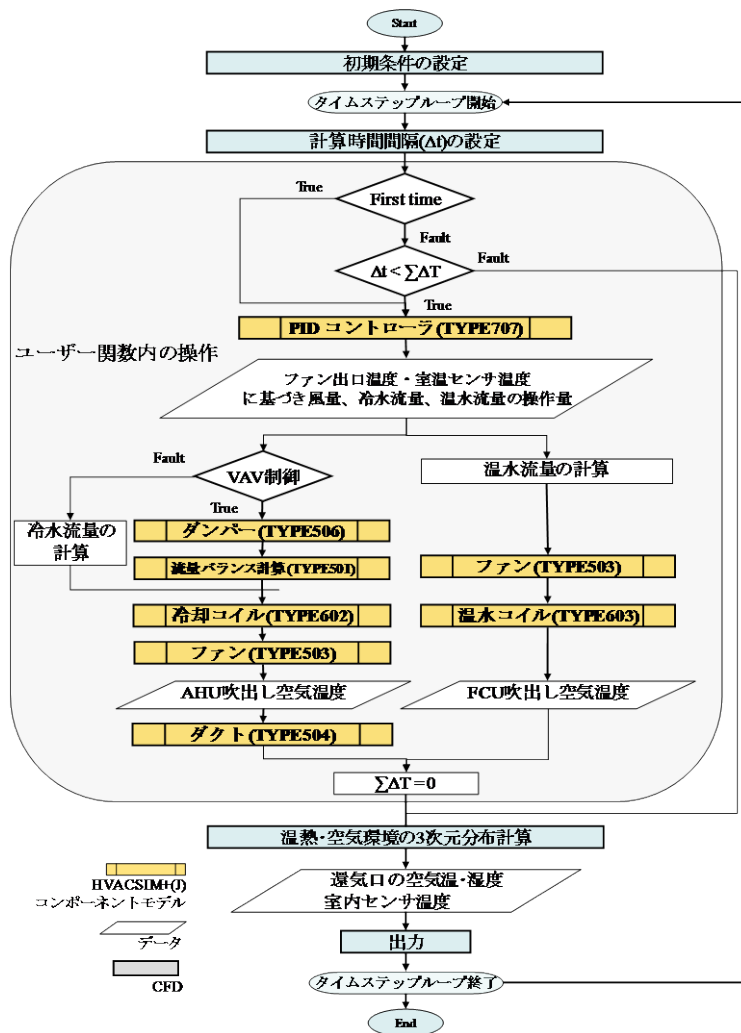 Start
初期条件の設定
タイムステップループ開始
計算時間間隔(Δt)の設定
True
First time
Fault
Fault
Δt < ∑ΔT
True
PID コントローラ(TYPE707)
ユーザー関数内の操作
ファン出口温度・室温センサ温度
に基づき風量、冷水流量、温水流量の操作量
Fault
VAV制御
温水流量の計算
True
冷水流量の
計算
ダンパー(TYPE506)
流量バランス計算(TYPE501)
ファン(TYPE503)
冷却コイル(TYPE602)
温水コイル(TYPE603)
ファン(TYPE503)
AHU吹出し空気温度
FCU吹出し空気温度
ダクト(TYPE504)
∑ΔT = 0
温熱・空気環境の3次元分布計算
HVACSIM+(J)
コンポーネントモデル
還気口の空気温・湿度
室内センサ温度
データ
出力
CFD
タイムステップループ終了
End